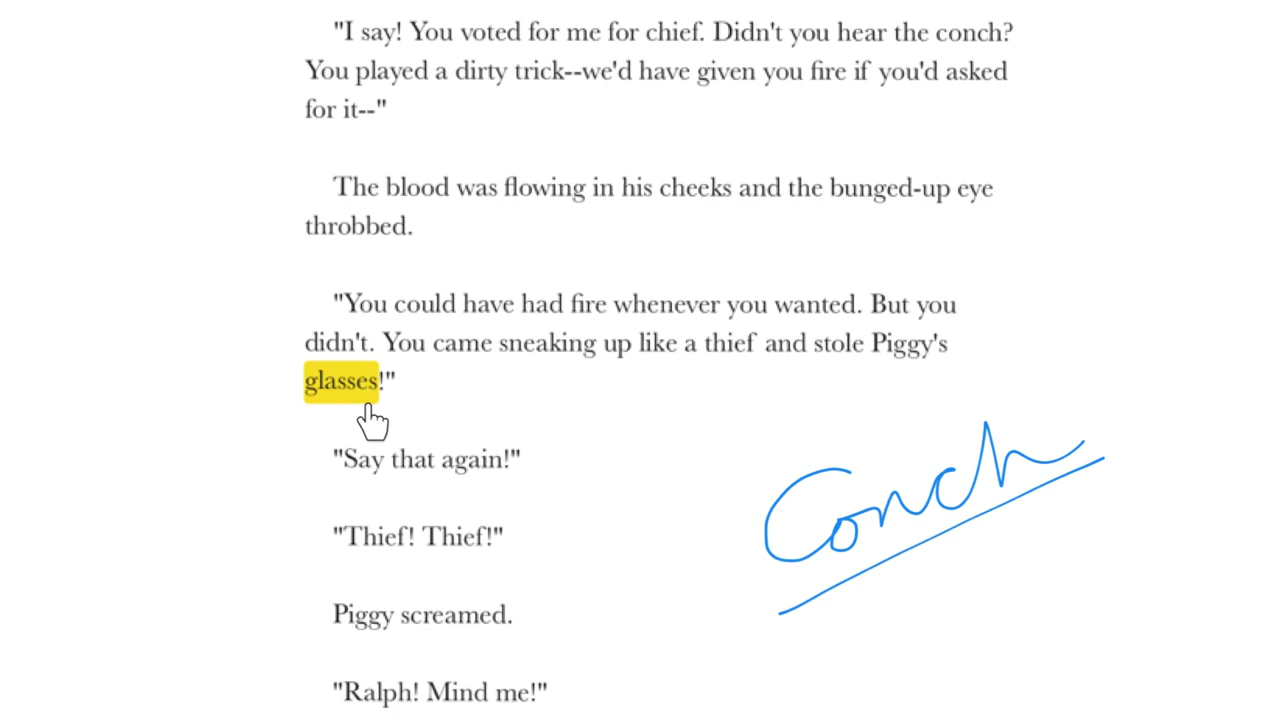 "I say! You voted for me for chief. Didn't you hear the conch?
You played a dirty trick--we'd have given you fire if you'd asked
for it--"
The blood was flowing in his cheeks and the bunged-up eye
throbbed.
"You could have had fire whenever you wanted. But you
didn't. You came sneaking up like a thief and stole Piggy's
glasses!"
"Say that again!"
Conch
"Thief! Thief!"
Piggy screamed.
"Ralph! Mind me!"